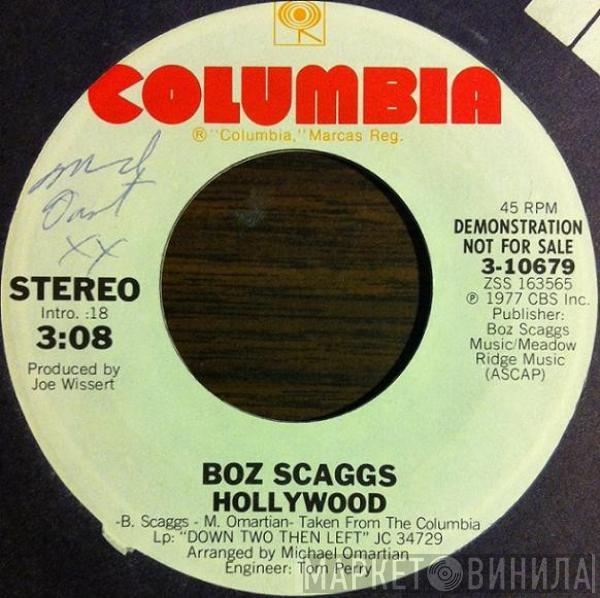 COLUMBIA
® "Columbia," Marcas Reg.
STEREO
Intro. :18
3:08
Produced by
Joe Wissert
45 RPM
DEMONSTRATION
NOT FOR SALE
3-10679
ZSS 163565
℗ 1977 CBS Inc.
Publisher:
Boz Scaggs
Music/Meadow
Ridge Music
(ASCAP)
BOZ SCAGGS
HOLLYWOOD
-B. Scaggs - M. Omartian- Taken From The Columbia
Lp: "DOWN TWO THEN LEFT" JC 34729
Arranged by Michael Omartian
Engineer: Tom Perry
МАРКЕТ ВИНИЛА